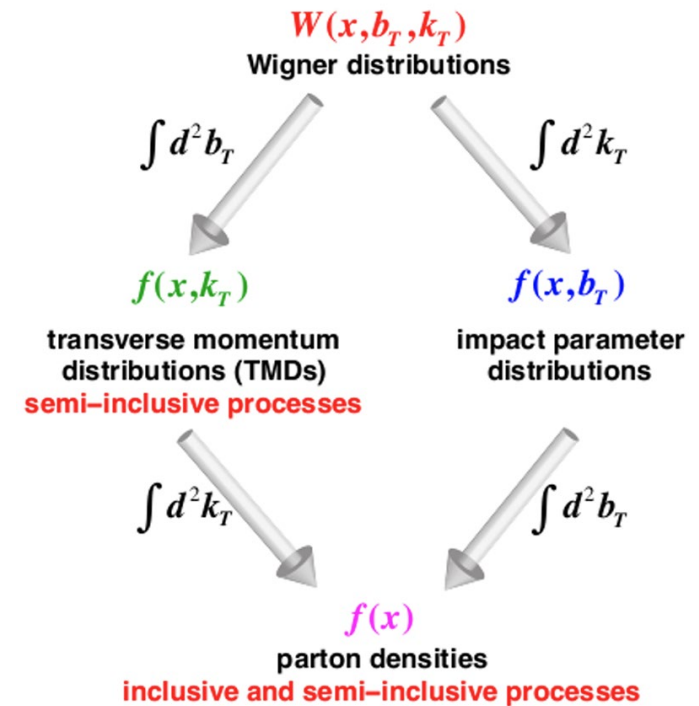 W(x,b_T,k_T)
Wigner distributions
∫d²b_T
∫d²k_T
f(x,k_T)
f(x,b_T)
transverse momentum
distributions (TMDs)
semi–inclusive processes
impact parameter
distributions
∫d²k_T
∫d²b_T
f(x)
parton densities
inclusive and semi–inclusive processes